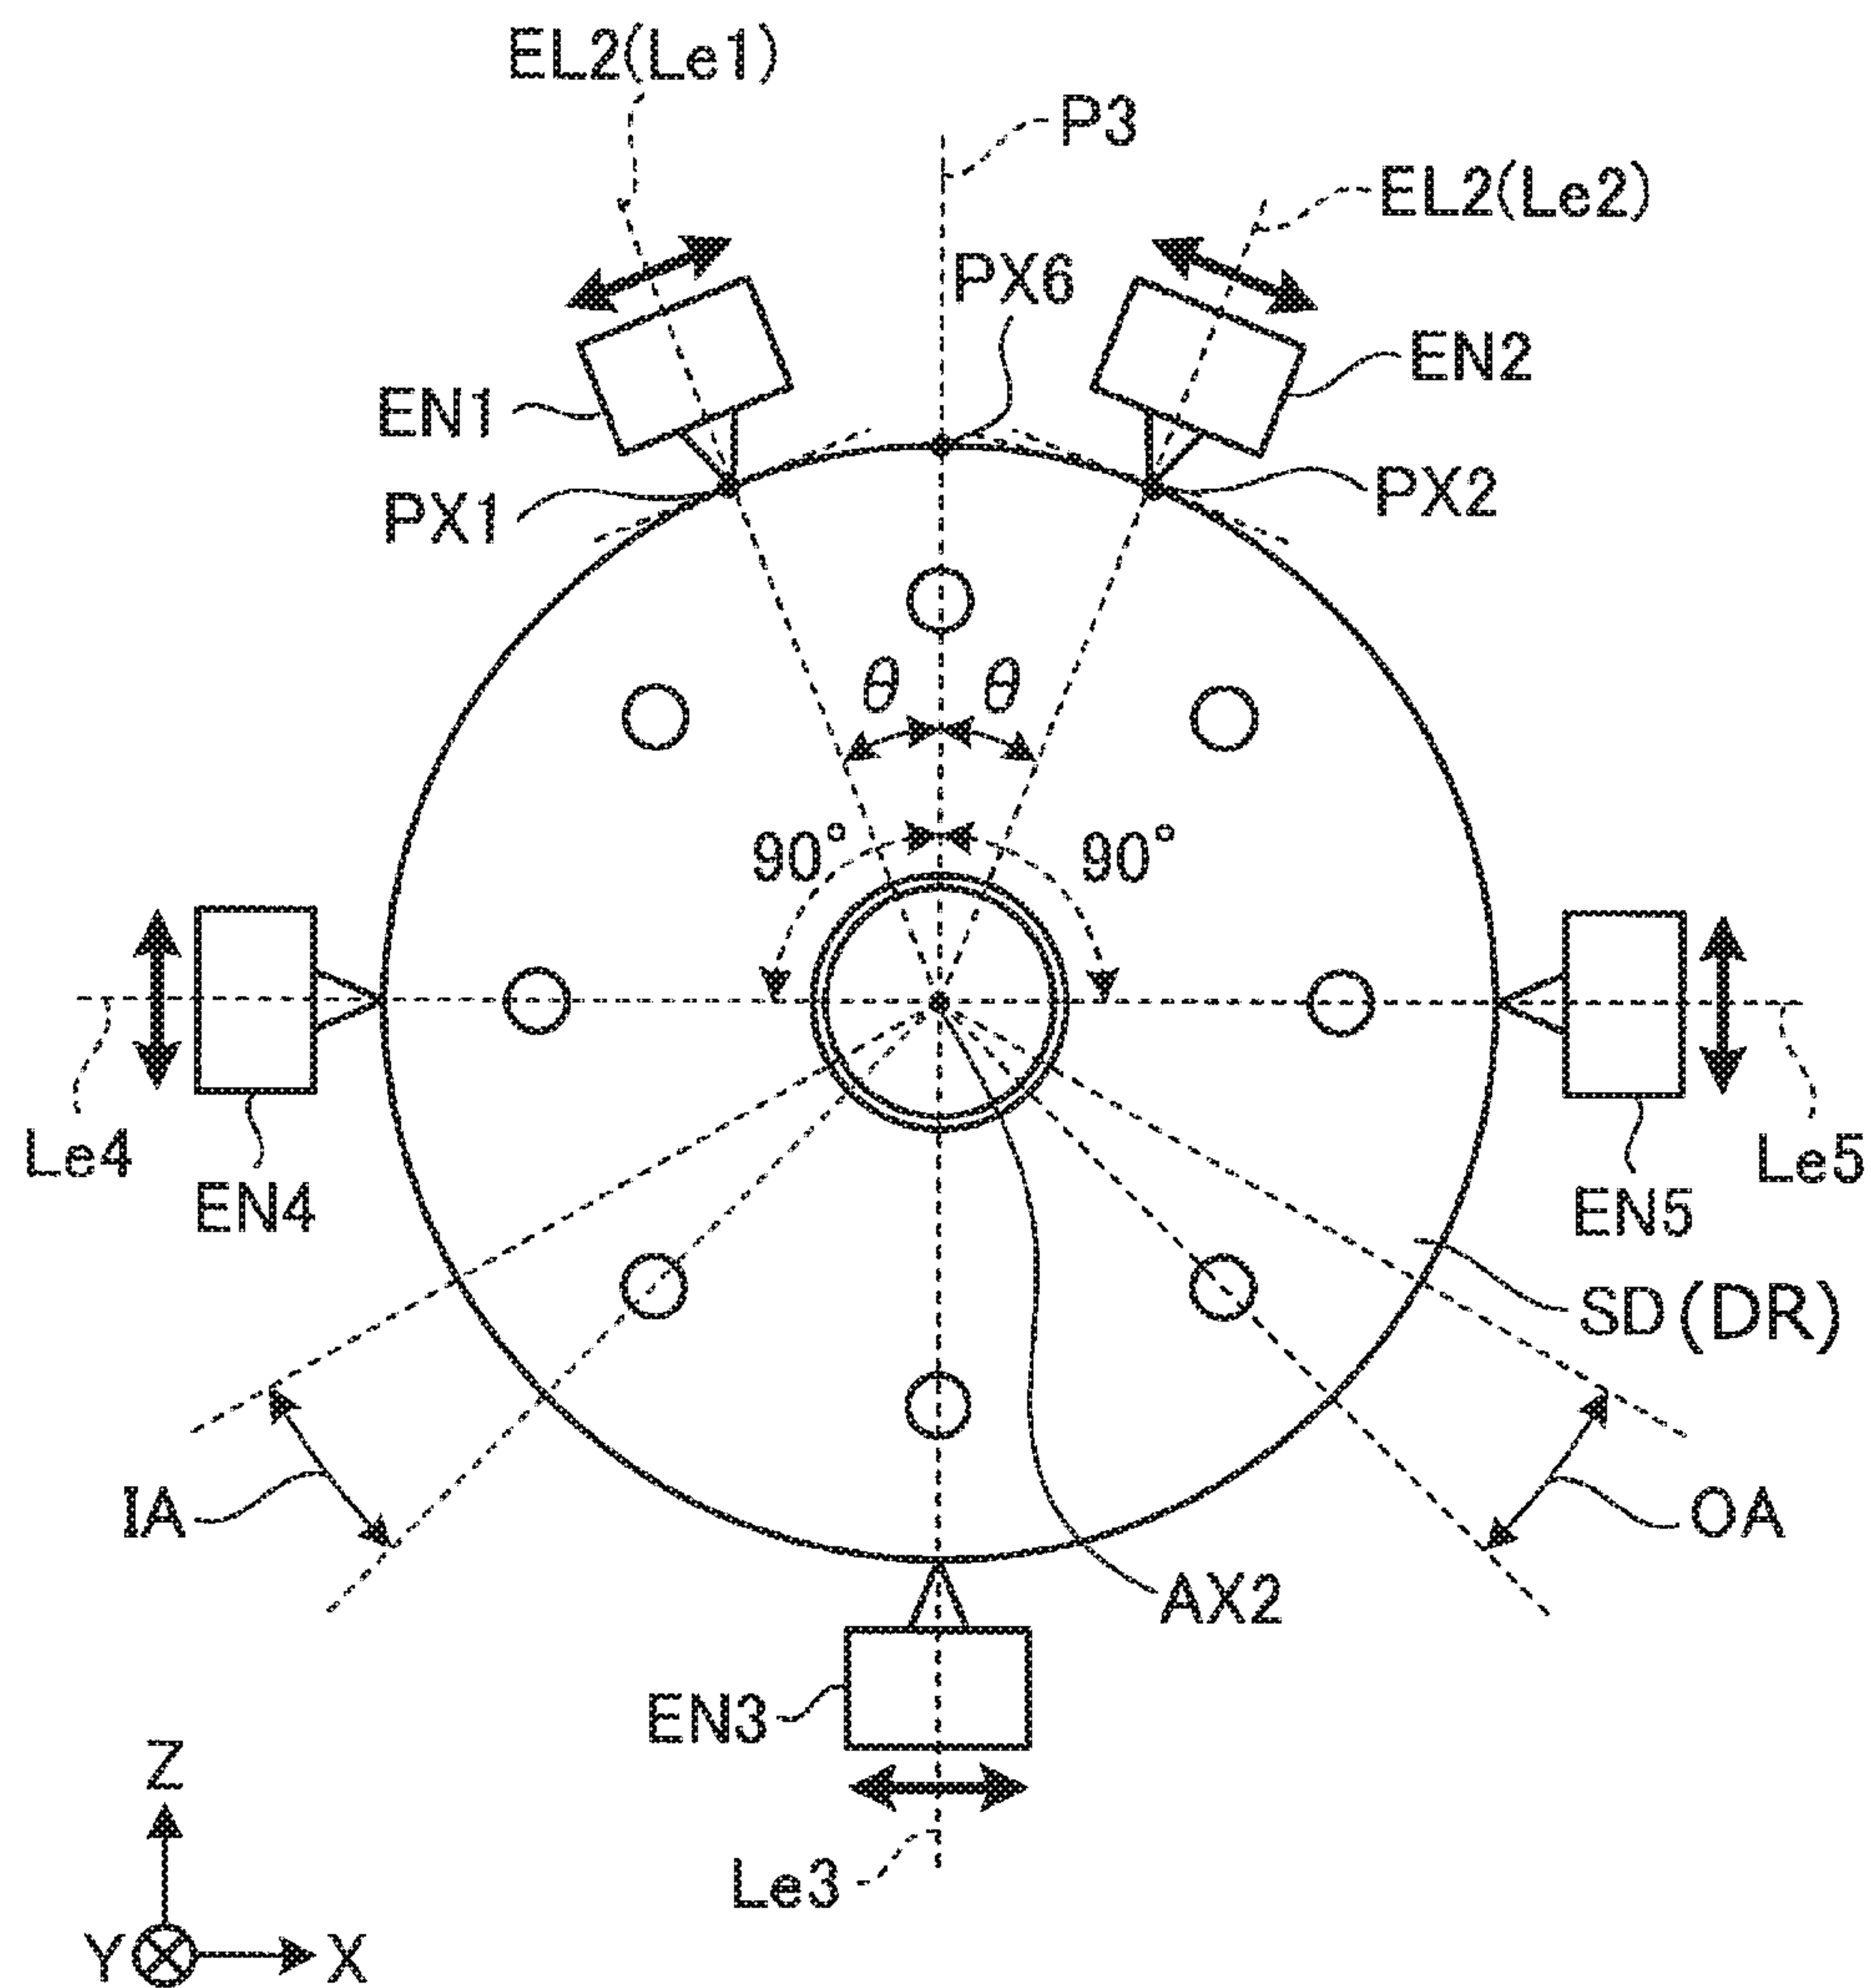 EL2(Le1)
P3
EL2(Le2)
PX6
EN2
EN1
PX2
PX1
θ θ
90° 90°
Le4
Le5
EN4
EN5
SD(DR)
IA
OA
AX2
EN3
Z
Le3
Y X